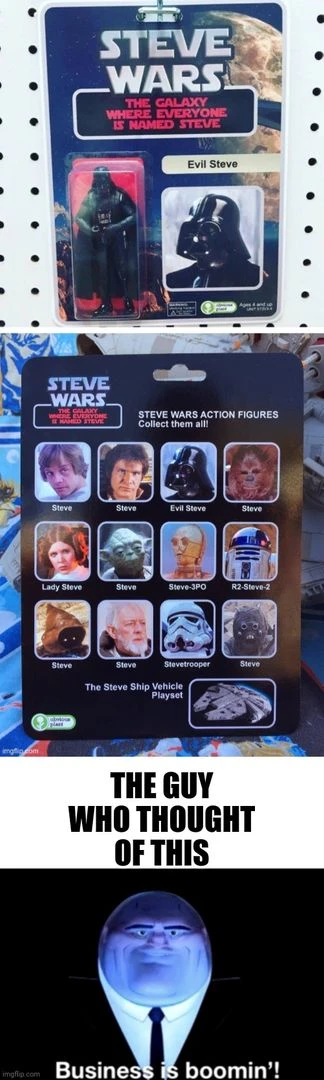 STEVE
WARS
THE GALAXY
WHERE EVERYONE
IS NAMED STEVE
Evil Steve
obvious
plant
Ages 4 and up
STEVE
WARS
THE GALAXY
WHERE EVERYONE
IS NAMED STEVE
STEVE WARS ACTION FIGURES
Collect them all!
Steve
Steve
Evil Steve
Steve
Lady Steve
Steve
Steve-3PO
R2-Steve-2
Steve
Steve
Stevetrooper
Steve
The Steve Ship Vehicle
Playset
obvious
plant
imgflip.com
THE GUY
WHO THOUGHT
OF THIS
Business is boomin'!
imgflip.com